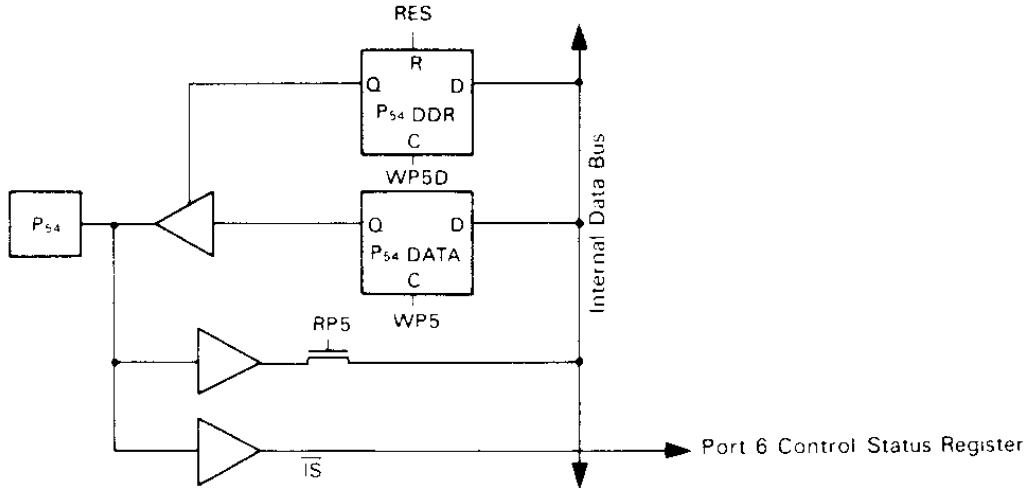 RES
R
Q D
P₅₄ DDR
C
WP5D
P₅₄
Q D
P₅₄ DATA
C
WP5
RP5
Internal Data Bus
IS
Port 6 Control Status Register